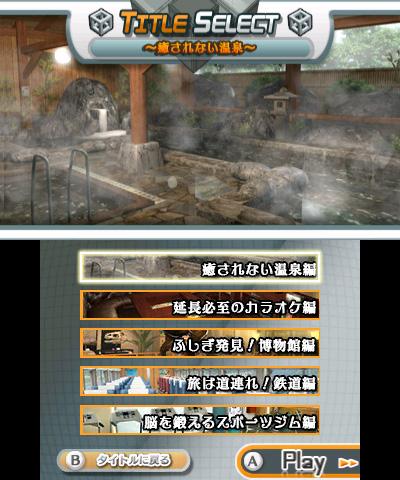 TITLE SELECT
～癒されない温泉～
癒されない温泉編
延長必至のカラオケ編
ふしぎ発見！博物館編
旅は道連れ！鉄道編
脳を鍛えるスポーツジム編
B タイトルに戻る
A Play